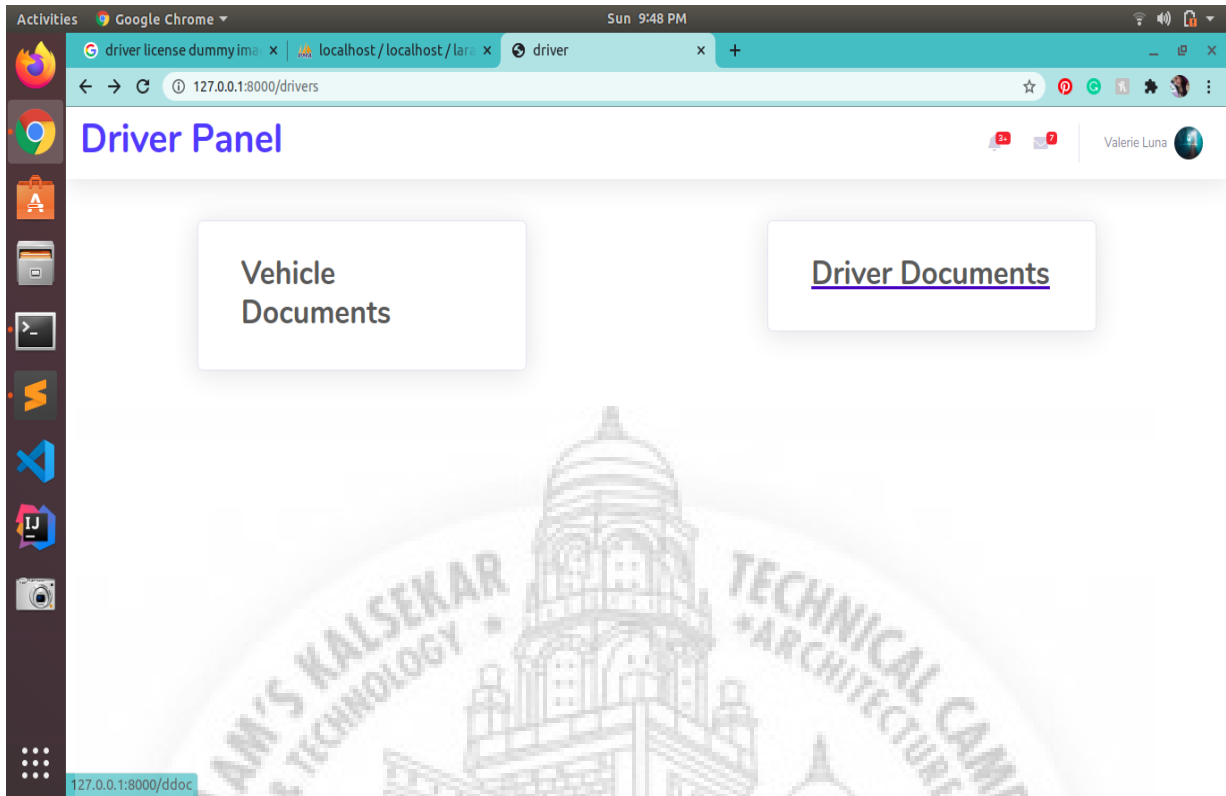 Activities Google Chrome Sun 9:48 PM
driver license dummy ima
localhost / localhost / lara
driver
127.0.0.1:8000/drivers
Driver Panel
3+
7
Valerie Luna
Vehicle
Documents
Driver Documents
KALSEKAR TECHNICAL
TECHNOLOGY * * ARCHITECTURE
127.0.0.1:8000/ddoc